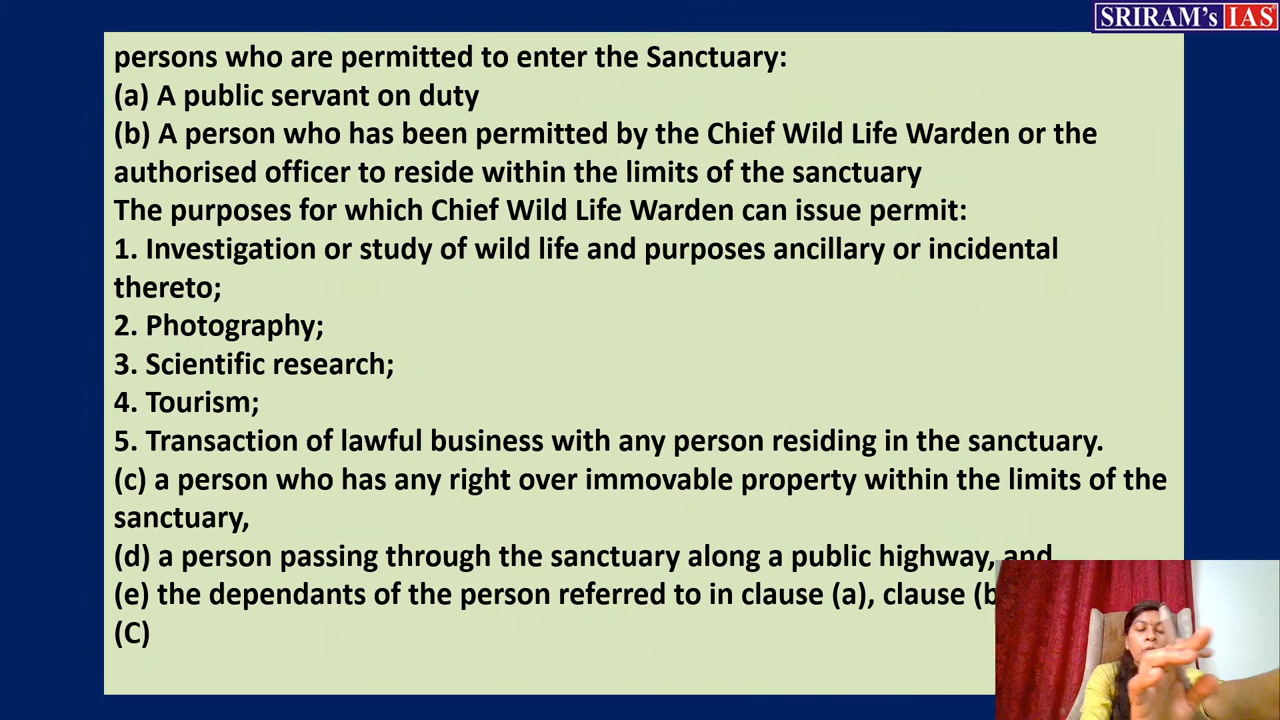 SRIRAM's IAS
persons who are permitted to enter the Sanctuary:
(a) A public servant on duty
(b) A person who has been permitted by the Chief Wild Life Warden or the
authorised officer to reside within the limits of the sanctuary
The purposes for which Chief Wild Life Warden can issue permit:
1. Investigation or study of wild life and purposes ancillary or incidental
thereto;
2. Photography;
3. Scientific research;
4. Tourism;
5. Transaction of lawful business with any person residing in the sanctuary.
(c) a person who has any right over immovable property within the limits of the
sanctuary,
(d) a person passing through the sanctuary along a public highway, and
(e) the dependants of the person referred to in clause (a), clause (b
(C)